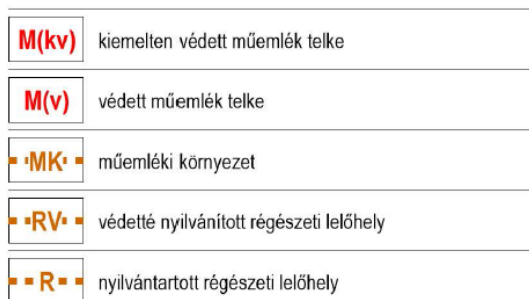 M(kv) kiemelten védett műemlék telke
M(v) védett műemlék telke
MK műemléki környezet
RV védetté nyilvánított régészeti lelőhely
R nyilvántartott régészeti lelőhely